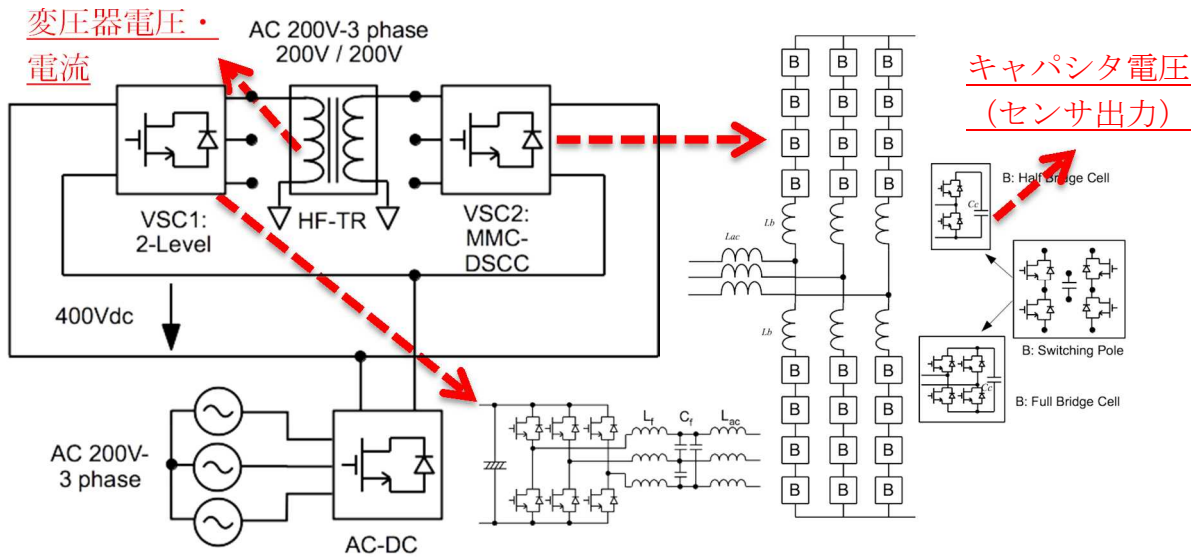 変圧器電圧・
電流
AC 200V-3 phase
200V / 200V
VSC1:
2-Level
HF-TR
VSC2:
MMC-
DSCC
400Vdc
AC 200V-
3 phase
AC-DC
Lf
Cf
Lac
B B B
B B B
B B B
B B B
Lb
Lac
Lb
B B B
B B B
B B B
B B B
キャパシタ電圧
（センサ出力）
Cc
B: Half Bridge Cell
B: Switching Pole
Cc
B: Full Bridge Cell